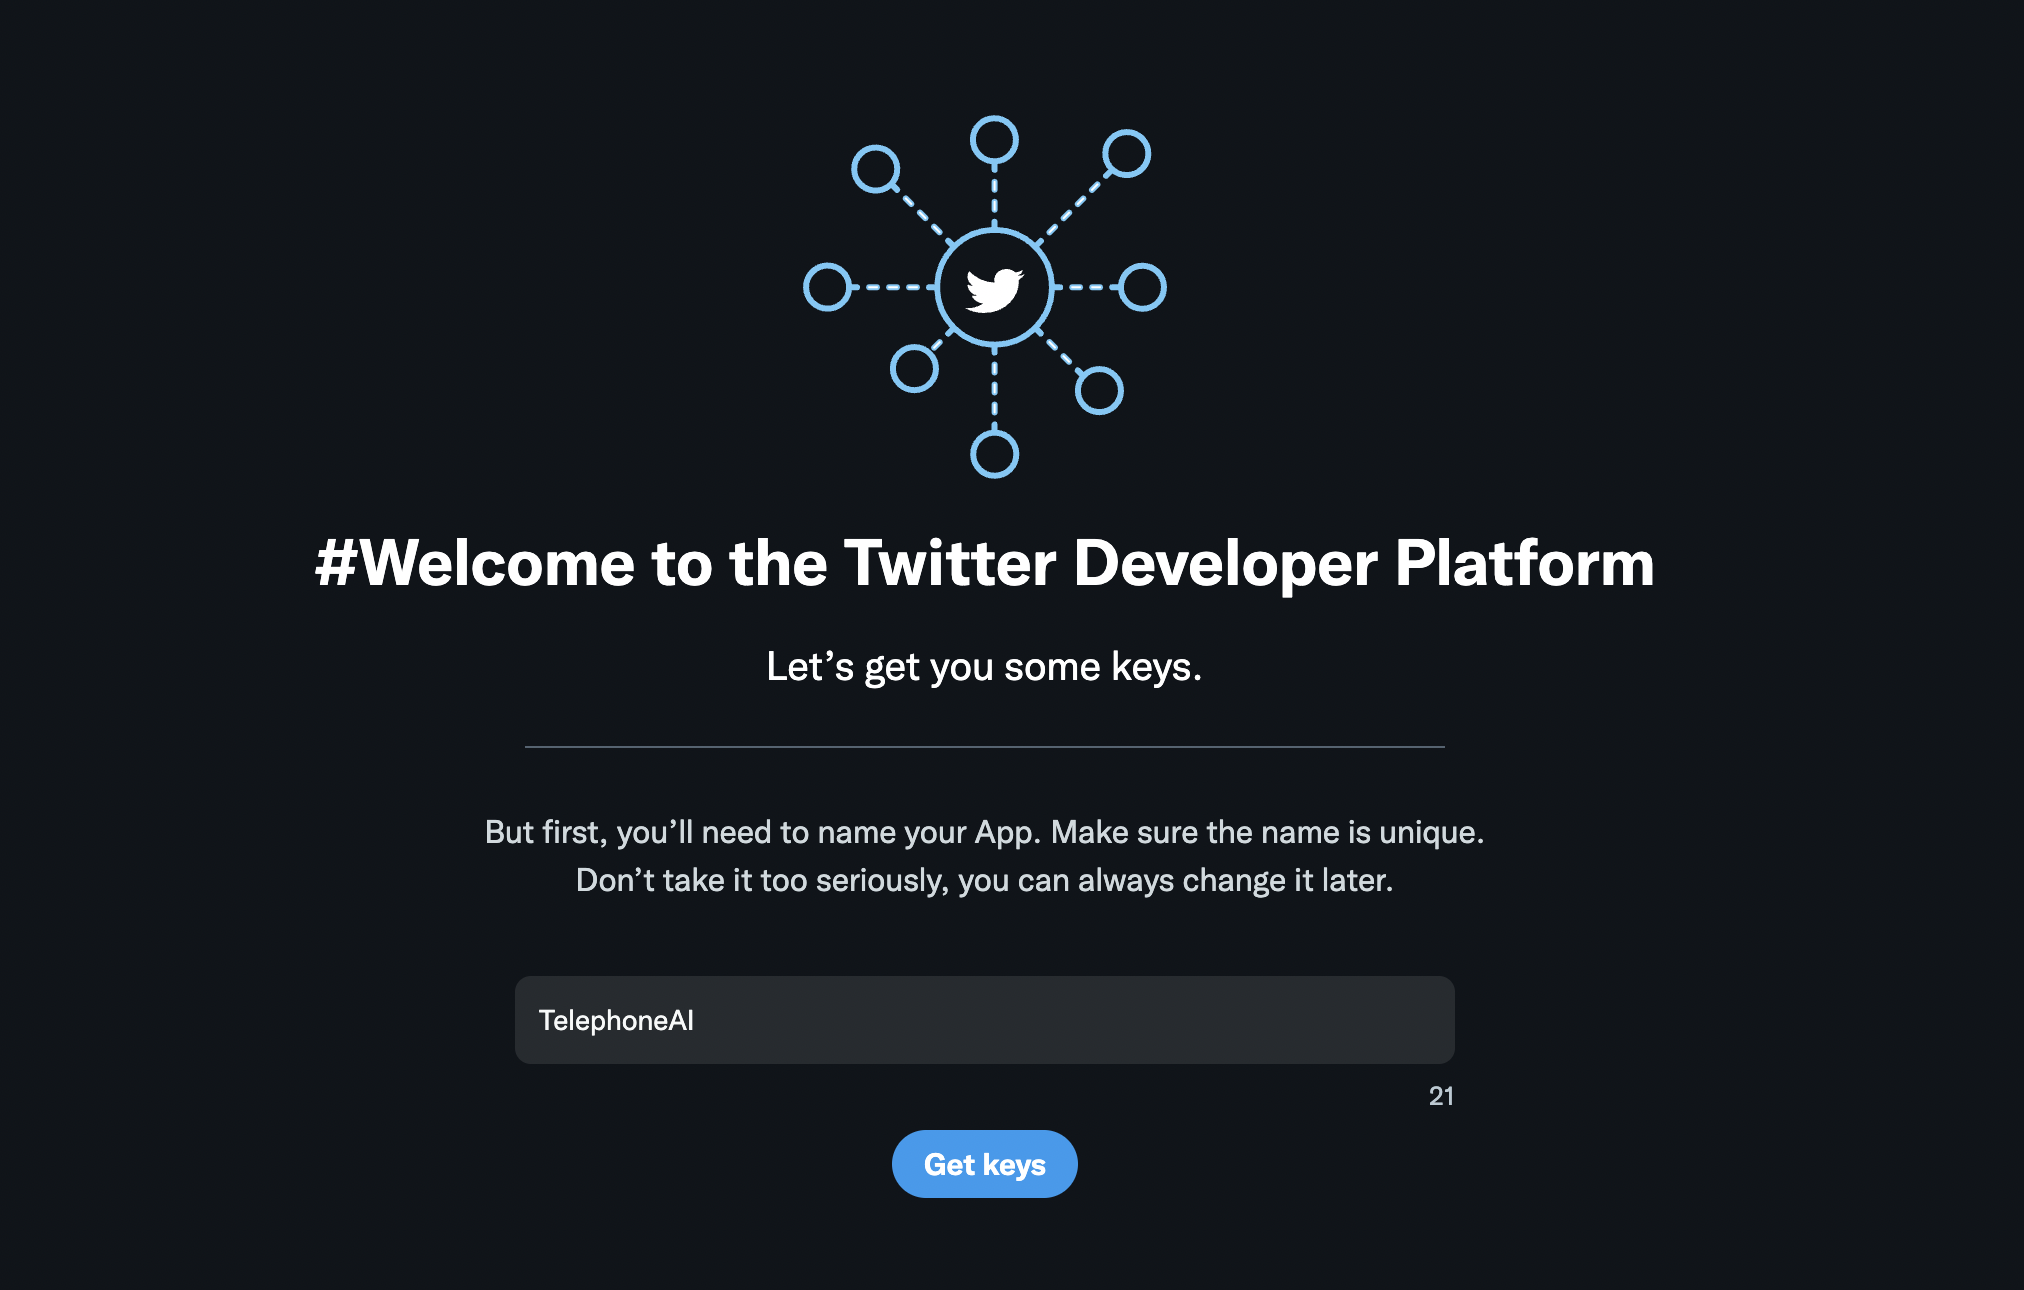 #Welcome to the Twitter Developer Platform
Let’s get you some keys.
But first, you’ll need to name your App. Make sure the name is unique.
Don’t take it too seriously, you can always change it later.
TelephoneAI
21
Get keys